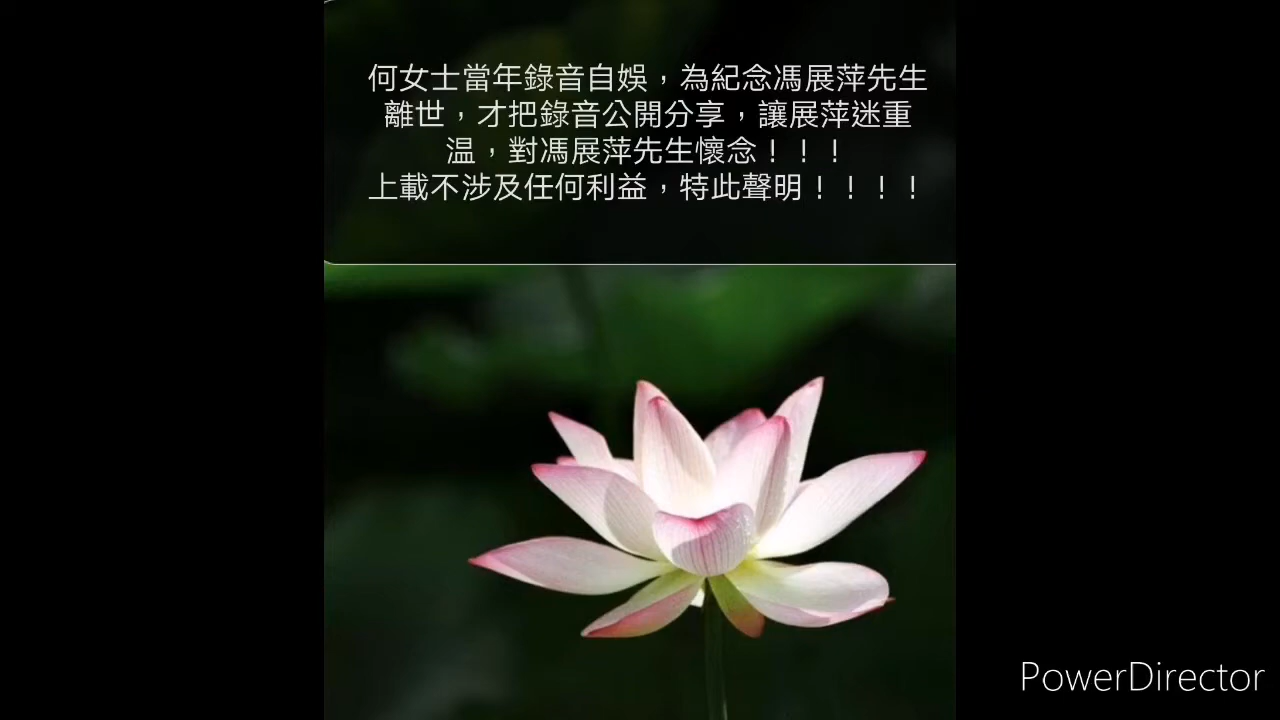 何女士當年錄音自娛，為紀念馮展萍先生
離世，才把錄音公開分享，讓展萍迷重
温，對馮展萍先生懷念！！！
上載不涉及任何利益，特此聲明！！！！
PowerDirector